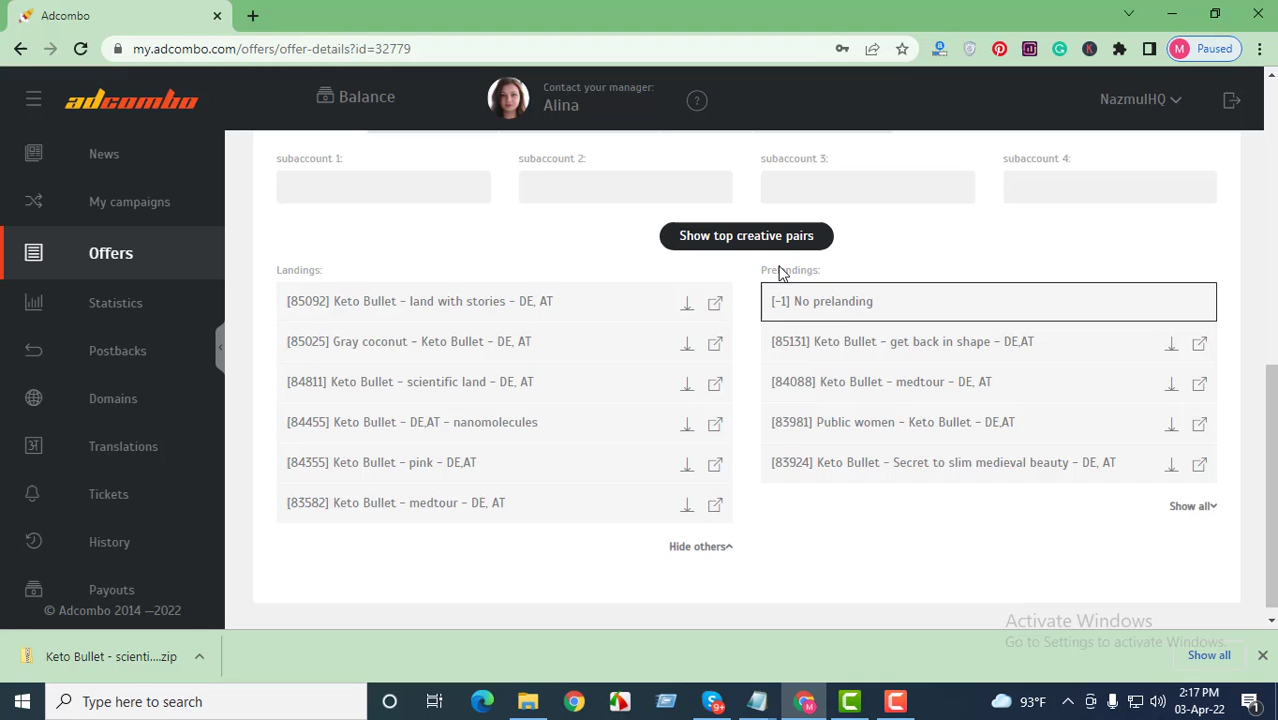 Adcombo
my.adcombo.com/offers/offer-details?id=32779
Paused
adcombo
Balance
Contact your manager:
Alina
NazmulHQ
News
My campaigns
Offers
Statistics
Postbacks
Domains
Translations
Tickets
History
Payouts
© Adcombo 2014 —2022
subaccount 1:
subaccount 2:
subaccount 3:
subaccount 4:
Show top creative pairs
Landings:
[85092] Keto Bullet - land with stories - DE, AT
[85025] Gray coconut - Keto Bullet - DE, AT
[84811] Keto Bullet - scientific land - DE, AT
[84455] Keto Bullet - DE,AT - nanomolecules
[84355] Keto Bullet - pink - DE,AT
[83582] Keto Bullet - medtour - DE, AT
Hide others
Prelandings:
[-1] No prelanding
[85131] Keto Bullet - get back in shape - DE,AT
[84088] Keto Bullet - medtour - DE, AT
[83981] Public women - Keto Bullet - DE,AT
[83924] Keto Bullet - Secret to slim medieval beauty - DE, AT
Show all
Activate Windows
Go to Settings to activate Windows.
Keto Bullet - scienti....zip
Show all
Type here to search
9+
93°F
2:17 PM
03-Apr-22
1